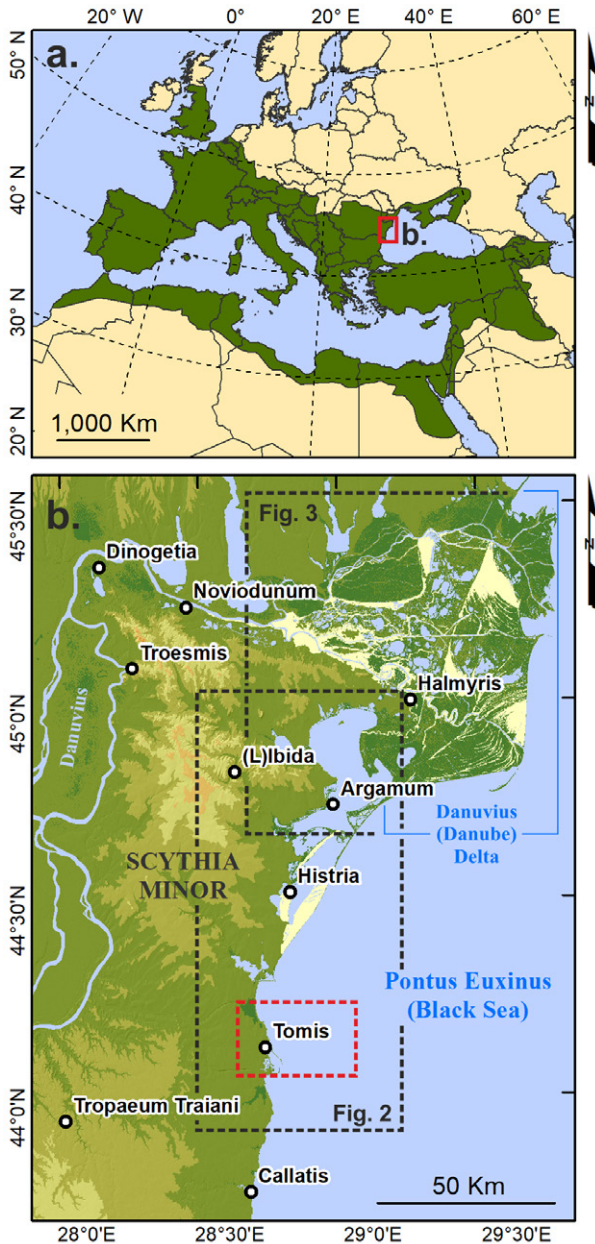 20° W 0° 20° E 40° E 60° E
a.
50° N
40° N
30° N
20° N
b.
N
1,000 Km
b.
Fig. 3
N
45°30'N
Dinogetia
Noviodunum
Troesmis
Halmyris
45°0'N
Danuvius
(L)Ibida
Argamum
Danuvius
(Danube)
Delta
SCYTHIA
MINOR
Histria
44°30'N
Pontus Euxinus
(Black Sea)
Tomis
44°0'N
Tropaeum Traiani
Fig. 2
Callatis
50 Km
28°0'E 28°30'E 29°0'E 29°30'E